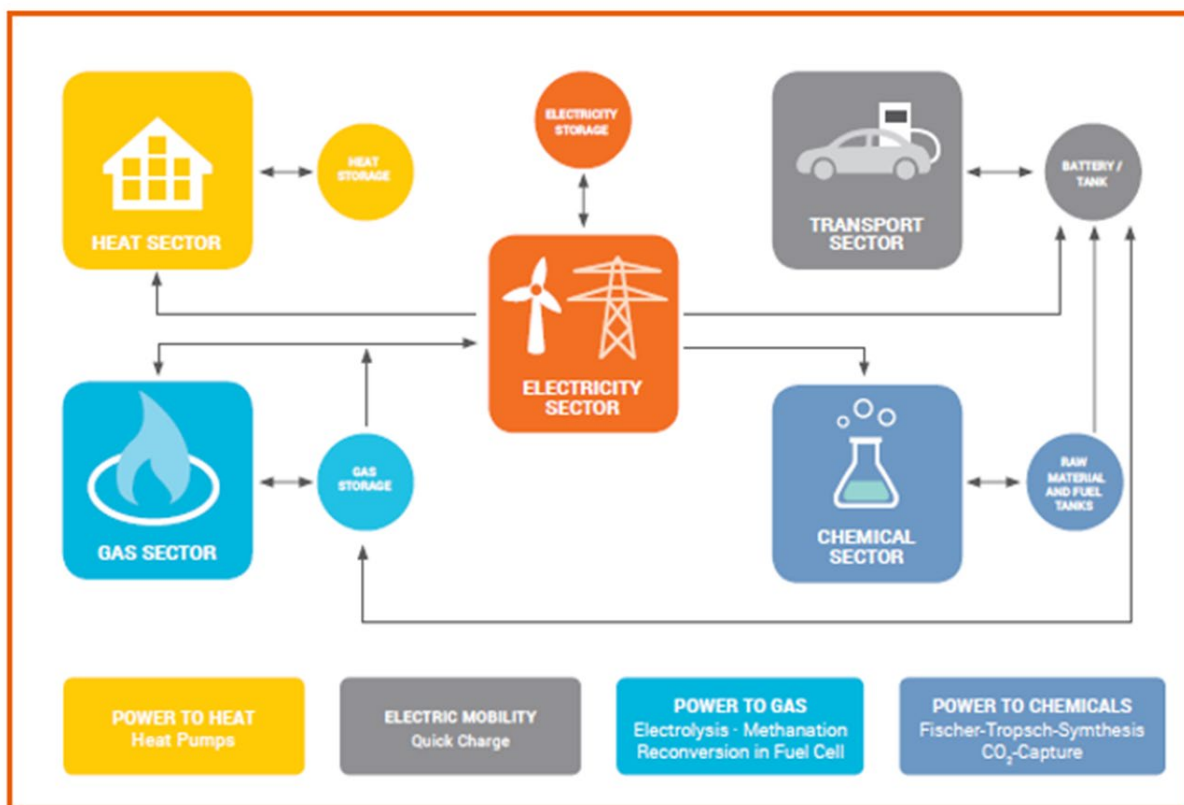 HEAT SECTOR
HEAT
STORAGE
ELECTRICITY
STORAGE
TRANSPORT
SECTOR
BATTERY /
TANK
ELECTRICITY
SECTOR
GAS SECTOR
GAS
STORAGE
CHEMICAL
SECTOR
RAW
MATERIAL
AND FUEL
TANKS
POWER TO HEAT
Heat Pumps
ELECTRIC MOBILITY
Quick Charge
POWER TO GAS
Electrolysis · Methanation
Reconversion in Fuel Cell
POWER TO CHEMICALS
Fischer-Tropsch-Symthesis
CO₂-Capture